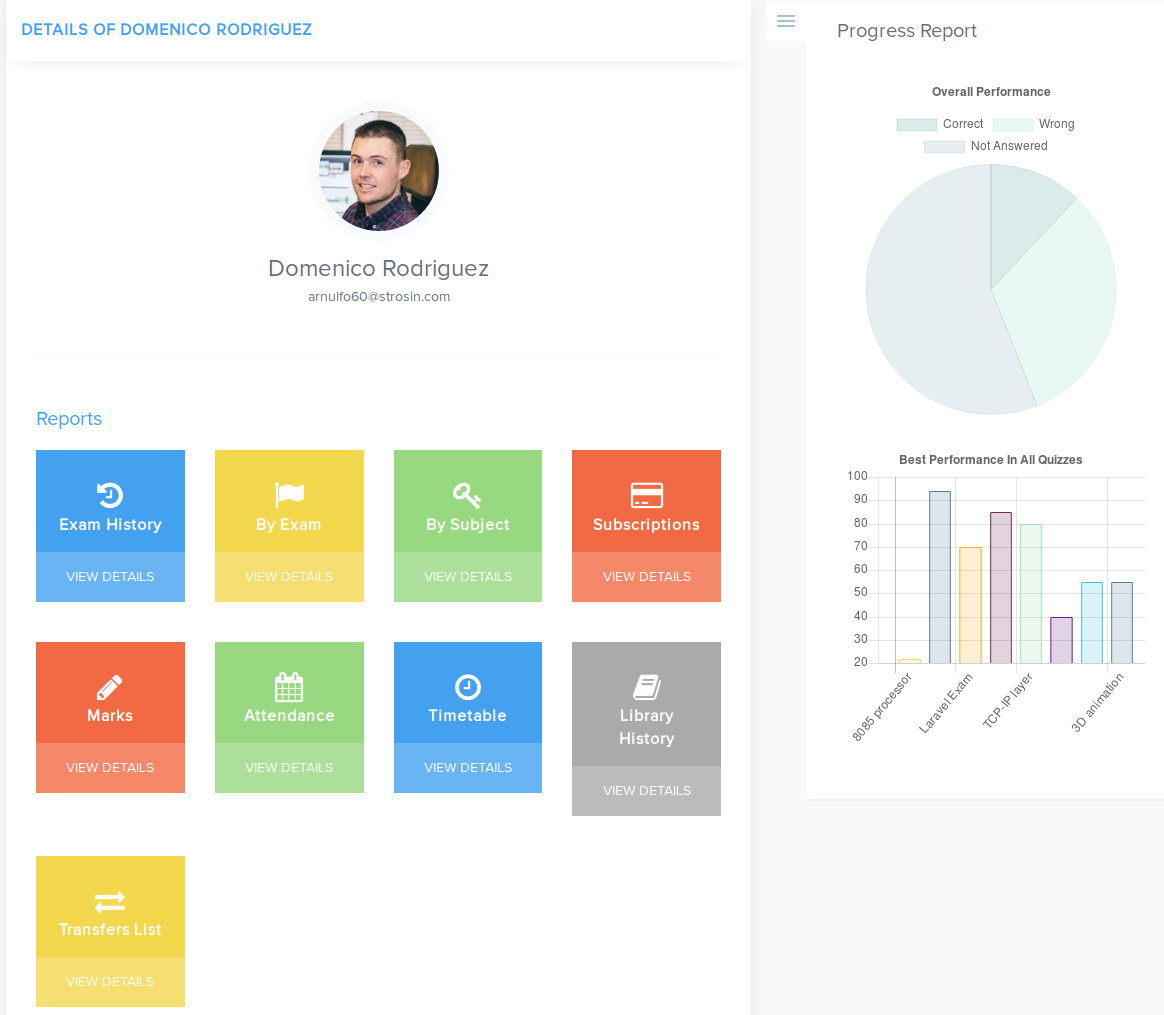 DETAILS OF DOMENICO RODRIGUEZ
Domenico Rodriguez
arnulfo60@strosin.com
Reports
Exam History
VIEW DETAILS
By Exam
VIEW DETAILS
By Subject
VIEW DETAILS
Subscriptions
VIEW DETAILS
Marks
VIEW DETAILS
Attendance
VIEW DETAILS
Timetable
VIEW DETAILS
Library
History
VIEW DETAILS
Transfers List
VIEW DETAILS
Progress Report
Overall Performance
Correct
Wrong
Not Answered
Best Performance In All Quizzes
100
90
80
70
60
50
40
30
20
8085 processor
Laravel Exam
TCP-IP layer
3D animation